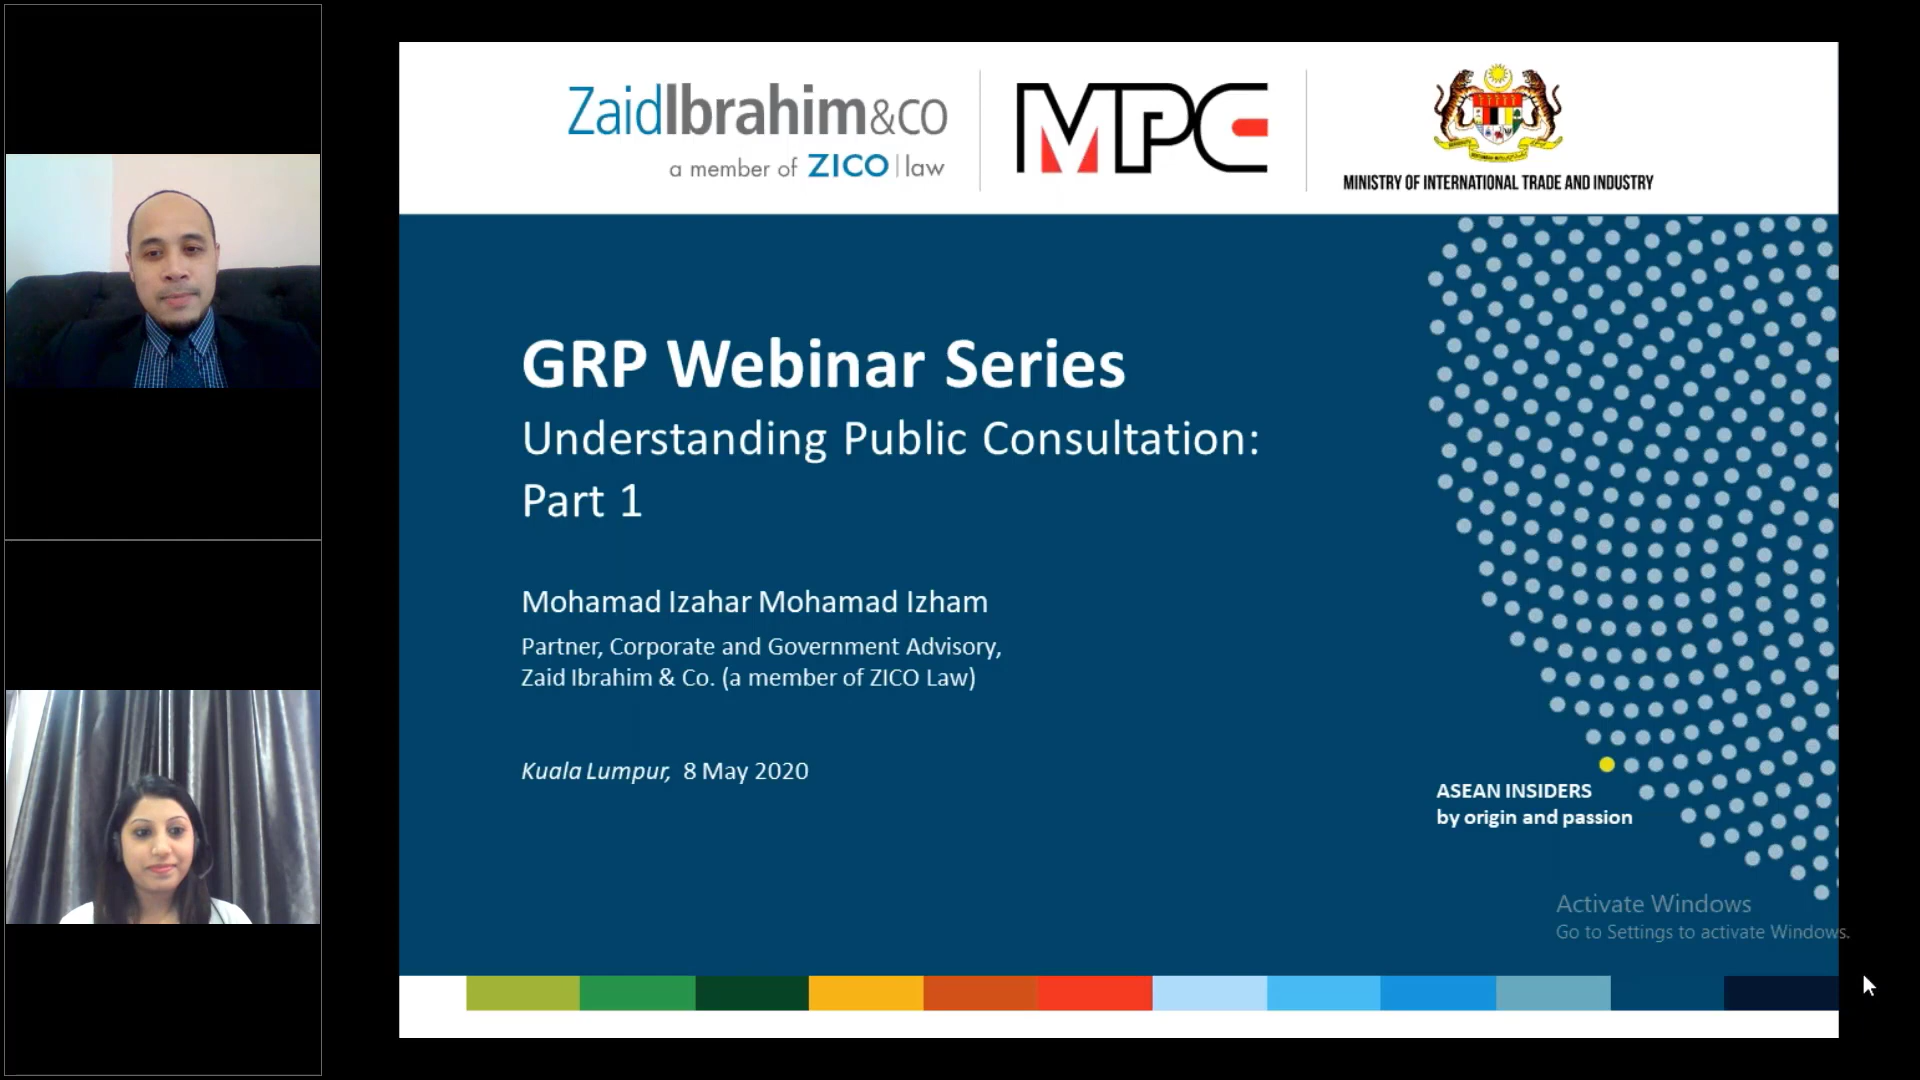 ZaidIbrahim&co
a member of ZICO law
MPC
MINISTRY OF INTERNATIONAL TRADE AND INDUSTRY
GRP Webinar Series
Understanding Public Consultation:
Part 1
Mohamad Izahar Mohamad Izham
Partner, Corporate and Government Advisory,
Zaid Ibrahim & Co. (a member of ZICO Law)
Kuala Lumpur, 8 May 2020
ASEAN INSIDERS
by origin and passion
Activate Windows
Go to Settings to activate Windows.